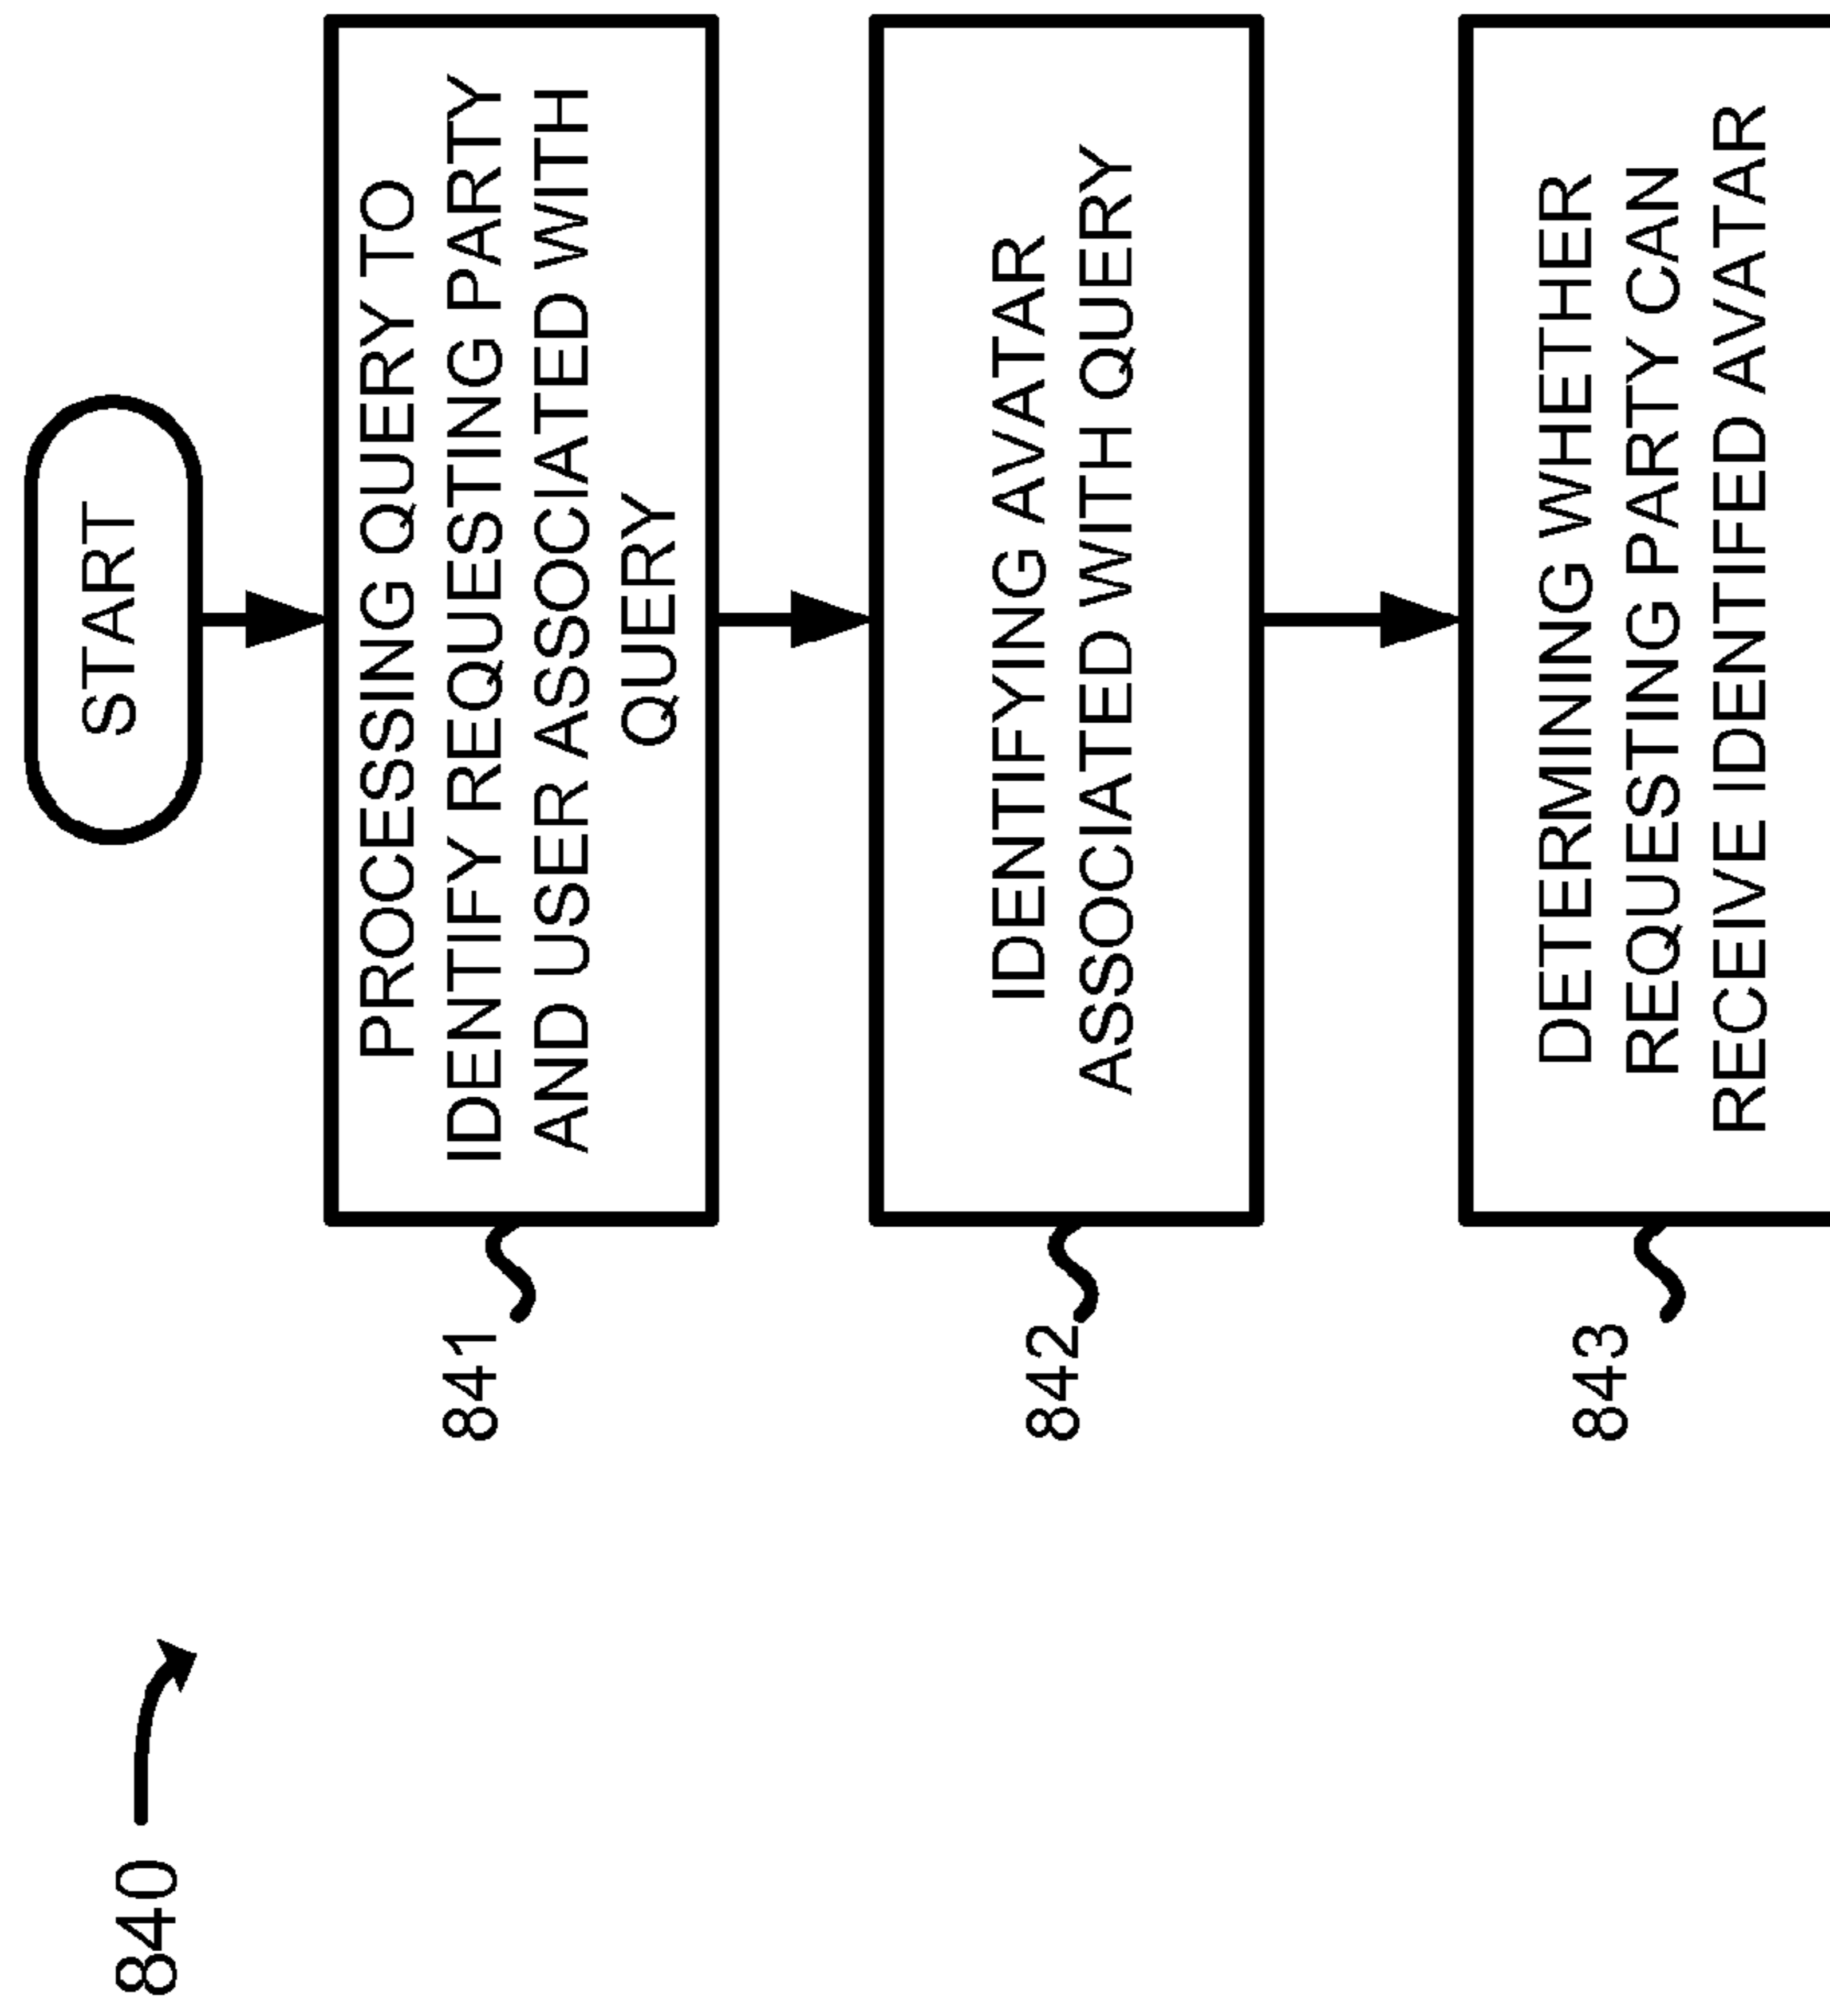 840
START
841
PROCESSING QUERY TO
IDENTIFY REQUESTING PARTY
AND USER ASSOCIATED WITH
QUERY
842
IDENTIFYING AVATAR
ASSOCIATED WITH QUERY
843
DETERMINING WHETHER
REQUESTING PARTY CAN
RECEIVE IDENTIFED AVATAR